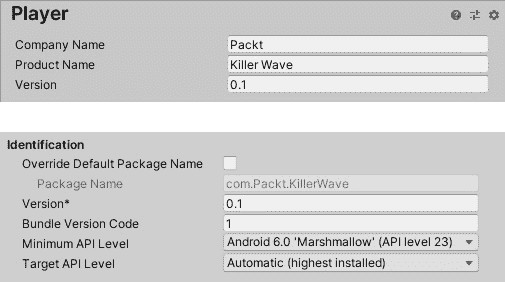 Player
Company Name Packt
Product Name Killer Wave
Version 0.1
Identification
Override Default Package Name
Package Name com.Packt.KillerWave
Version* 0.1
Bundle Version Code 1
Minimum API Level Android 6.0 'Marshmallow' (API level 23)
Target API Level Automatic (highest installed)